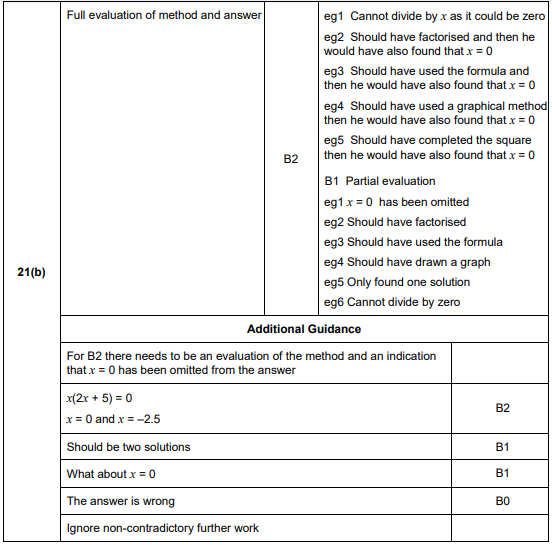 Full evaluation of method and answer
eg1 Cannot divide by x as it could be zero
eg2 Should have factorised and then he
would have also found that x = 0
eg3 Should have used the formula and
then he would have also found that x = 0
eg4 Should have used a graphical method
then he would have also found that x = 0
eg5 Should have completed the square
then he would have also found that x = 0
B2
B1 Partial evaluation
eg1 x = 0 has been omitted
eg2 Should have factorised
eg3 Should have used the formula
eg4 Should have drawn a graph
eg5 Only found one solution
eg6 Cannot divide by zero
21(b)
Additional Guidance
For B2 there needs to be an evaluation of the method and an indication
that x = 0 has been omitted from the answer
x(2x + 5) = 0
x = 0 and x = –2.5
B2
Should be two solutions
B1
What about x = 0
B1
The answer is wrong
B0
Ignore non-contradictory further work